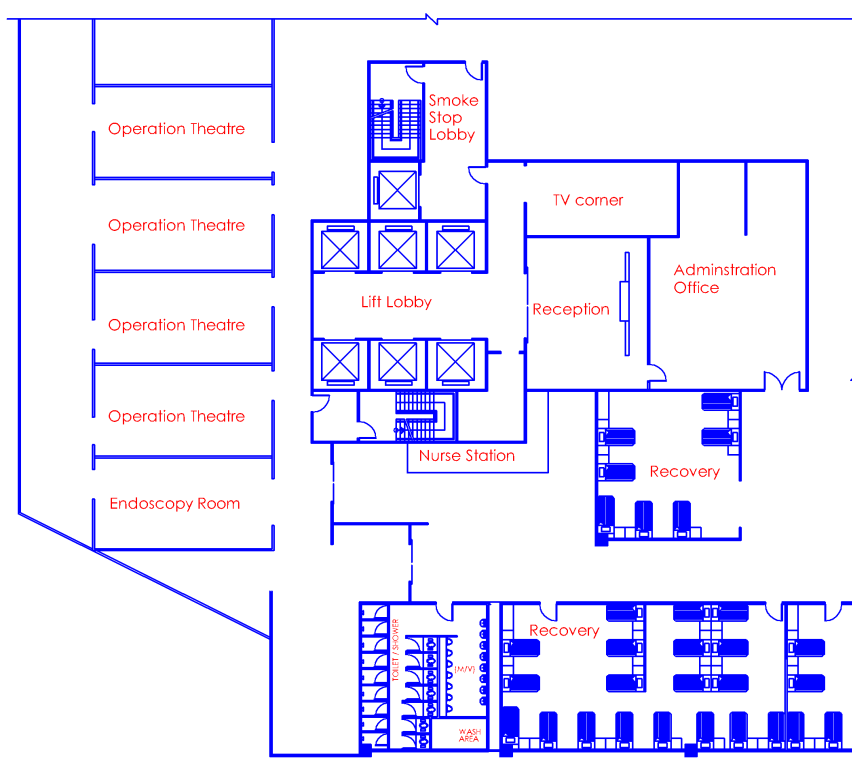 Smoke
Stop
Lobby
Operation Theatre
TV corner
Operation Theatre
Adminstration
Office
Lift Lobby
Reception
Operation Theatre
Operation Theatre
Nurse Station
Recovery
Endoscopy Room
TOILET / SHOWER
Recovery
(M/V)
WASH
AREA